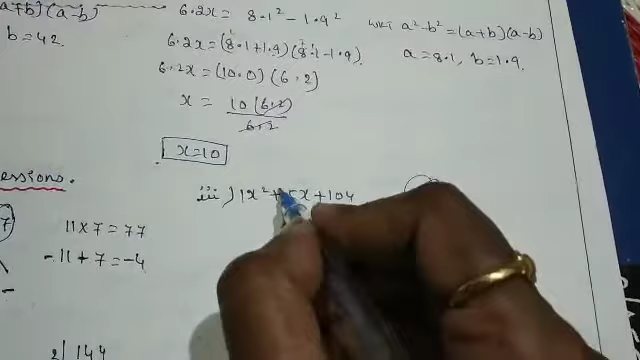 a+b)(a-b)
b=42.
6.2x = 8.1² - 1.9²
6.2x = (8.1+1.9)(8.1-1.9)
6.2x = (10.0)(6.2)
x = 10(6.2)
6.2
x=10
WKT a²-b² = (a+b)(a-b)
a=8.1, b=1.9.
essions.
7
11×7=77
-11+7=-4
2| 144
iii) 1x²+5x+104